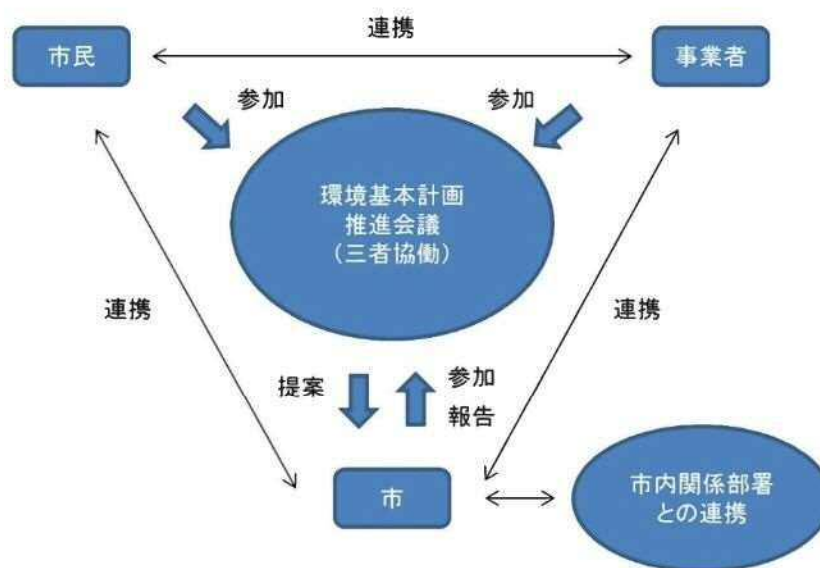 連携
市民
事業者
参加
参加
環境基本計画
推進会議
（三者協働）
連携
連携
提案
参加
報告
市
市内関係部署
との連携